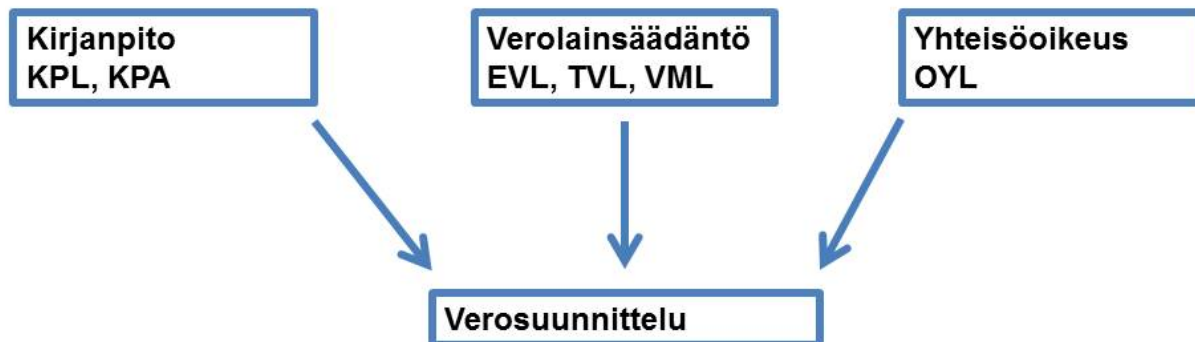 Kirjanpito
KPL, KPA
Verolainsäädäntö
EVL, TVL, VML
Yhteisöoikeus
OYL
Verosuunnittelu